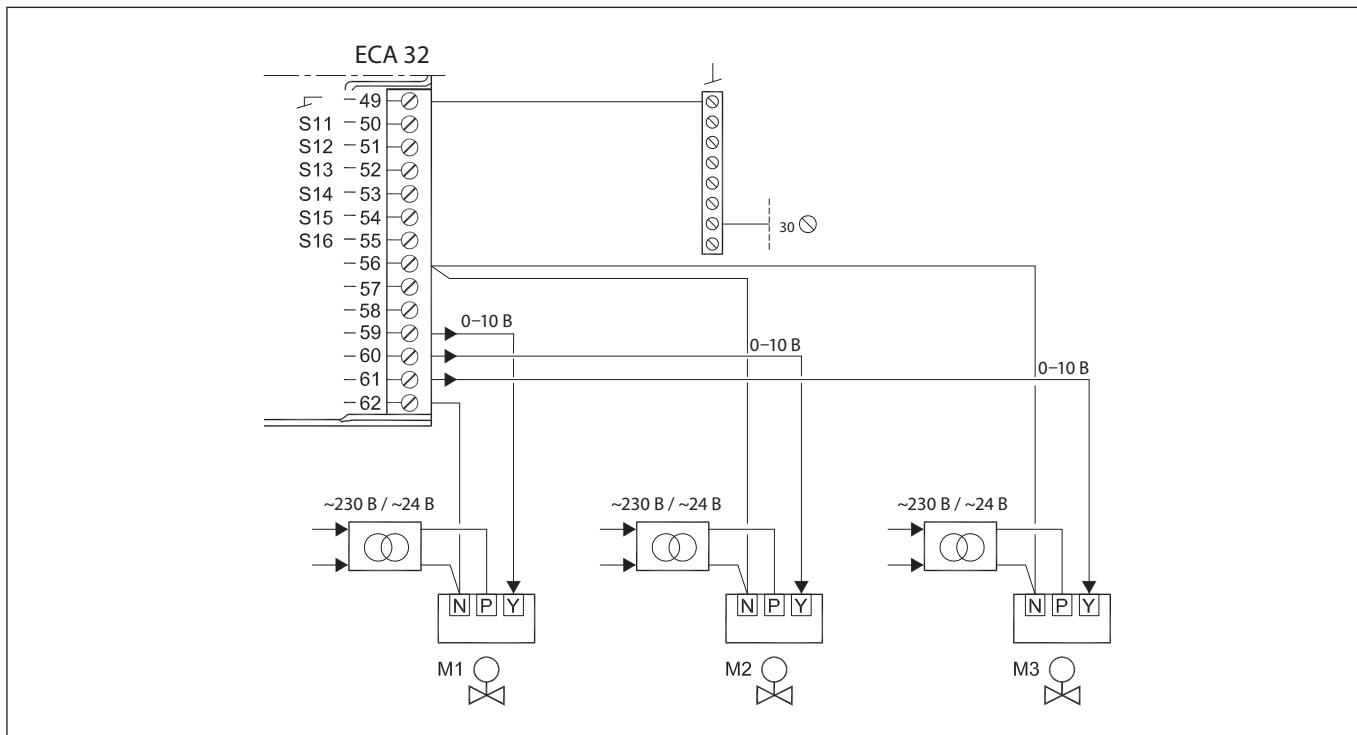 ECA 32
49
S11 50
S12 51
S13 52
S14 53
S15 54
S16 55
56
57
58
59
60
61
62
30
0–10 В
0–10 В
0–10 В
~230 В / ~24 В
~230 В / ~24 В
~230 В / ~24 В
N P Y
N P Y
N P Y
M1
M2
M3